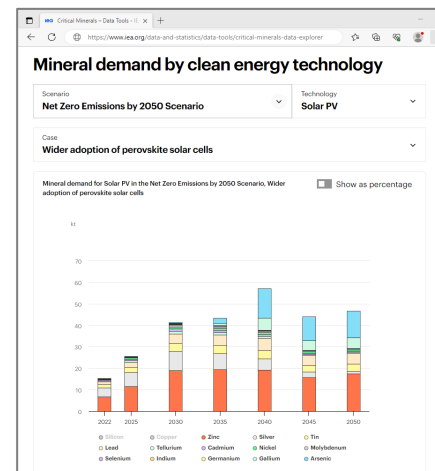 IEA Critical Minerals – Data Tools - IE
https://www.iea.org/data-and-statistics/data-tools/critical-minerals-data-explorer
Mineral demand by clean energy technology
Scenario
Net Zero Emissions by 2050 Scenario
Technology
Solar PV
Case
Wider adoption of perovskite solar cells
Mineral demand for Solar PV in the Net Zero Emissions by 2050 Scenario, Wider
adoption of perovskite solar cells
Show as percentage
kt
70
60
50
40
30
20
10
0
2022 2025 2030 2035 2040 2045 2050
Silicon Copper Zinc Silver Tin
Lead Tellurium Cadmium Nickel Molybdenum
Selenium Indium Germanium Gallium Arsenic